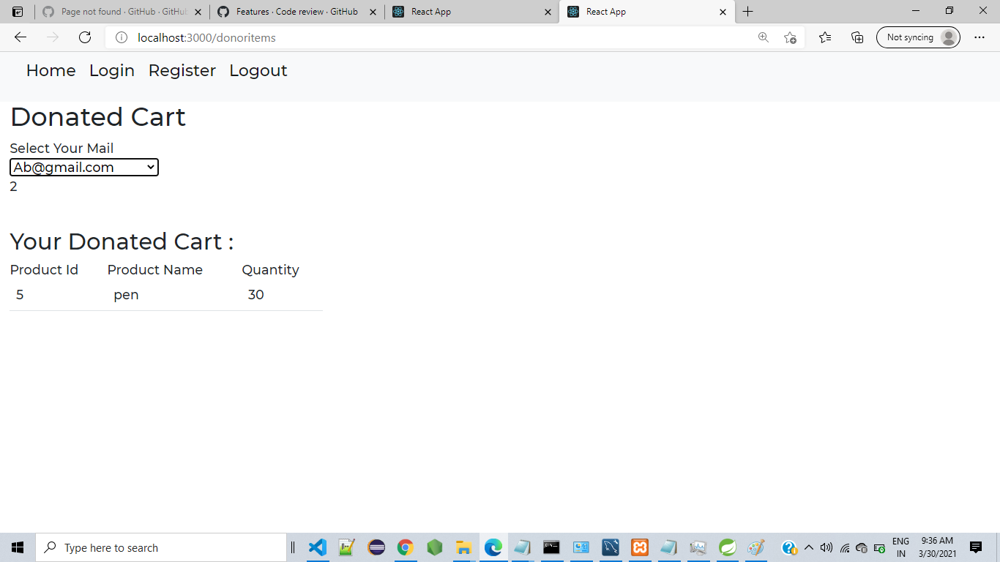 Page not found · GitHub · GitHub
Features · Code review · GitHub
React App
React App
localhost:3000/donoritems
Not syncing
Home Login Register Logout
Donated Cart
Select Your Mail
Ab@gmail.com
2
Your Donated Cart :
Product Id Product Name Quantity
5 pen 30
Type here to search
ENG
IN
9:36 AM
3/30/2021